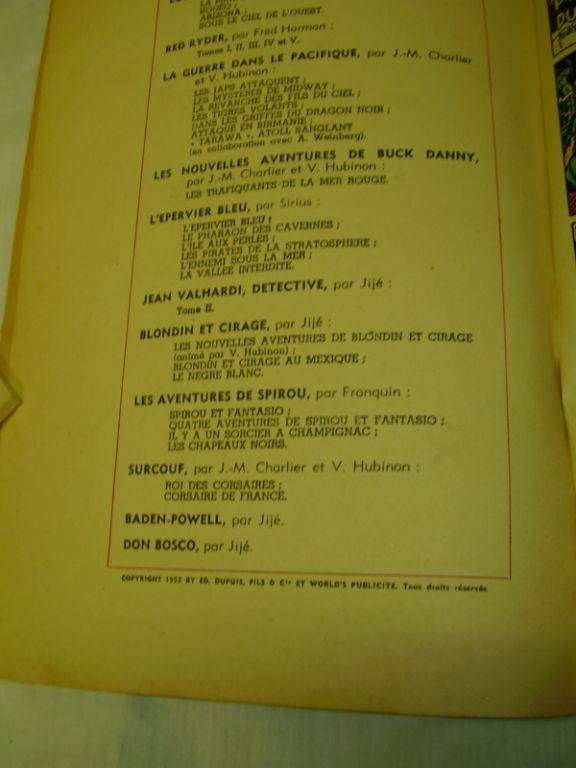 RODEO ;
ARIZONA ;
SOUS LE CIEL DE L'OUEST.
RED RYDER, par Fred Harman :
Tomes I, II, III, IV et V.
LA GUERRE DANS LE PACIFIQUE, par J.-M. Charlier
et V. Hubinon :
LES JAPS ATTAQUENT ;
LES MYSTERES DE MIDWAY ;
LA REVANCHE DES FILS DU CIEL ;
LES TIGRES VOLANTS ;
DANS LES GRIFFES DU DRAGON NOIR ;
ATTAQUE EN BIRMANIE ;
« TARAWA », ATOLL SANGLANT
(en collaboration avec A. Weinberg).
LES NOUVELLES AVENTURES DE BUCK DANNY,
par J.-M. Charlier et V. Hubinon :
LES TRAFIQUANTS DE LA MER ROUGE.
L'EPERVIER BLEU, par Sirius :
L'EPERVIER BLEU ;
LE PHARAON DES CAVERNES ;
L'ILE AUX PERLES ;
LES PIRATES DE LA STRATOSPHERE ;
L'ENNEMI SOUS LA MER ;
LA VALLEE INTERDITE.
JEAN VALHARDI, DETECTIVE, par Jijé :
Tome II.
BLONDIN ET CIRAGE, par Jijé :
LES NOUVELLES AVENTURES DE BLONDIN ET CIRAGE
(animé par V. Hubinon) ;
BLONDIN ET CIRAGE AU MEXIQUE ;
LE NEGRE BLANC.
LES AVENTURES DE SPIROU, par Franquin :
SPIROU ET FANTASIO ;
QUATRE AVENTURES DE SPIROU ET FANTASIO ;
IL Y A UN SORCIER A CHAMPIGNAC ;
LES CHAPEAUX NOIRS.
SURCOUF, par J.-M. Charlier et V. Hubinon :
ROI DES CORSAIRES ;
CORSAIRE DE FRANCE.
BADEN-POWELL, par Jijé.
DON BOSCO, par Jijé.
COPYRIGHT 1952 BY ED. DUPUIS, FILS & Cie ET WORLD'S PUBLICITE. Tous droits réservés.